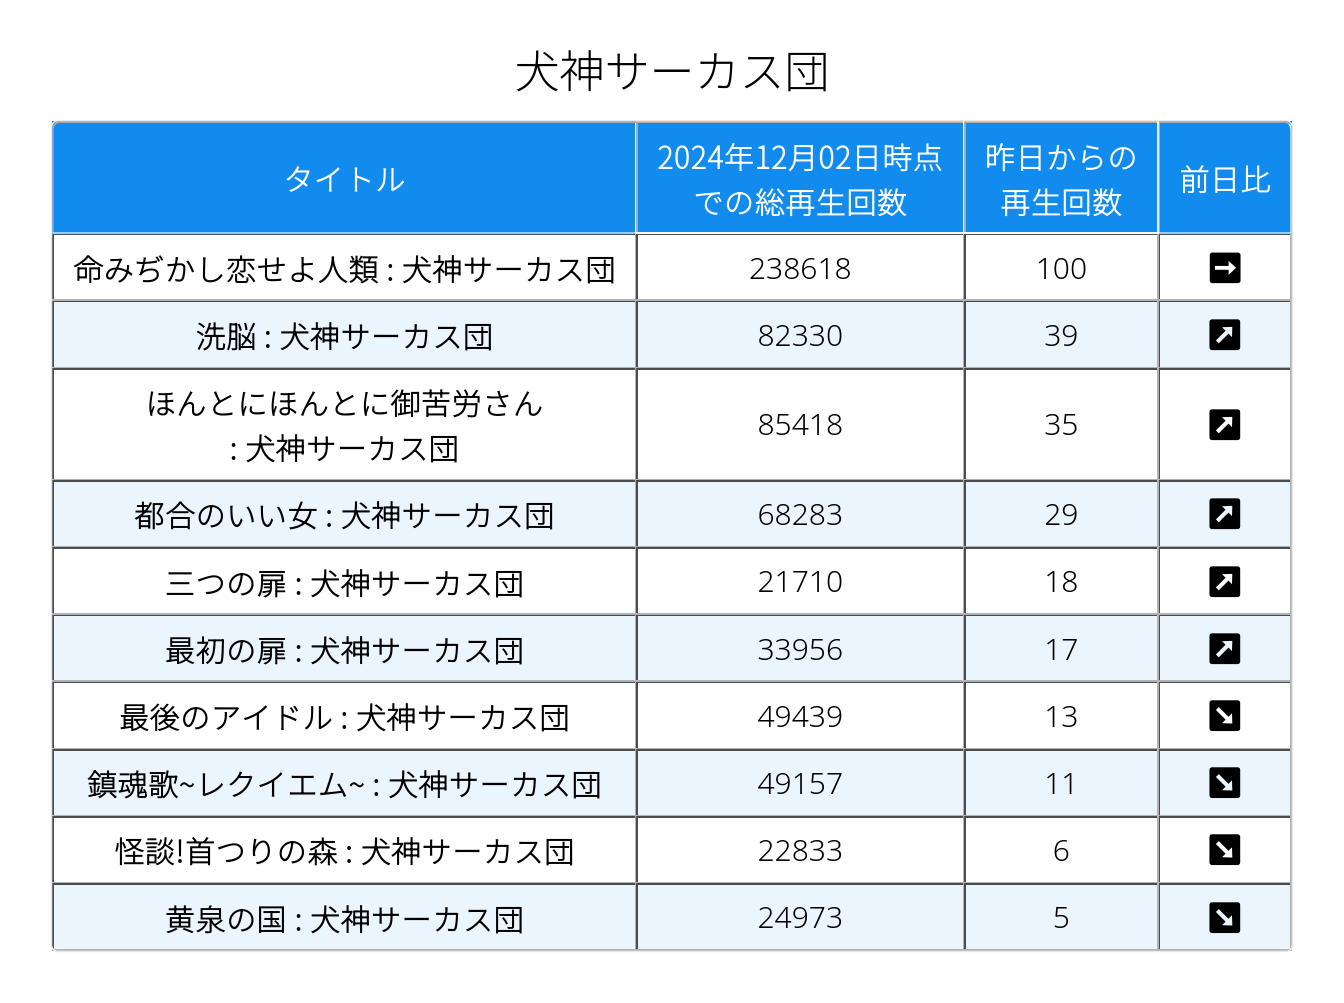 犬神サーカス団
タイトル
2024年12月02日時点
での総再生回数
昨日からの
再生回数
前日比
命みぢかし恋せよ人類 : 犬神サーカス団
238618
100
洗脳 : 犬神サーカス団
82330
39
ほんとにほんとに御苦労さん
: 犬神サーカス団
85418
35
都合のいい女 : 犬神サーカス団
68283
29
三つの扉 : 犬神サーカス団
21710
18
最初の扉 : 犬神サーカス団
33956
17
最後のアイドル : 犬神サーカス団
49439
13
鎮魂歌~レクイエム~ : 犬神サーカス団
49157
11
怪談!首つりの森 : 犬神サーカス団
22833
6
黄泉の国 : 犬神サーカス団
24973
5